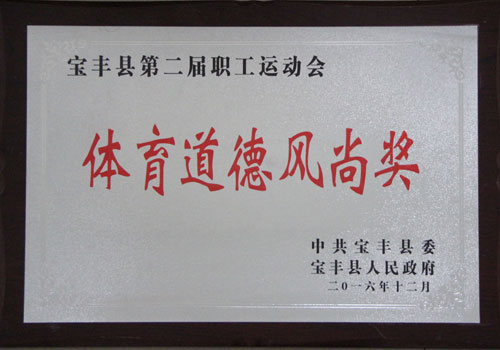 宝丰县第二届职工运动会
体育道德风尚奖
中共宝丰县委
宝丰县人民政府
二〇一六年十二月